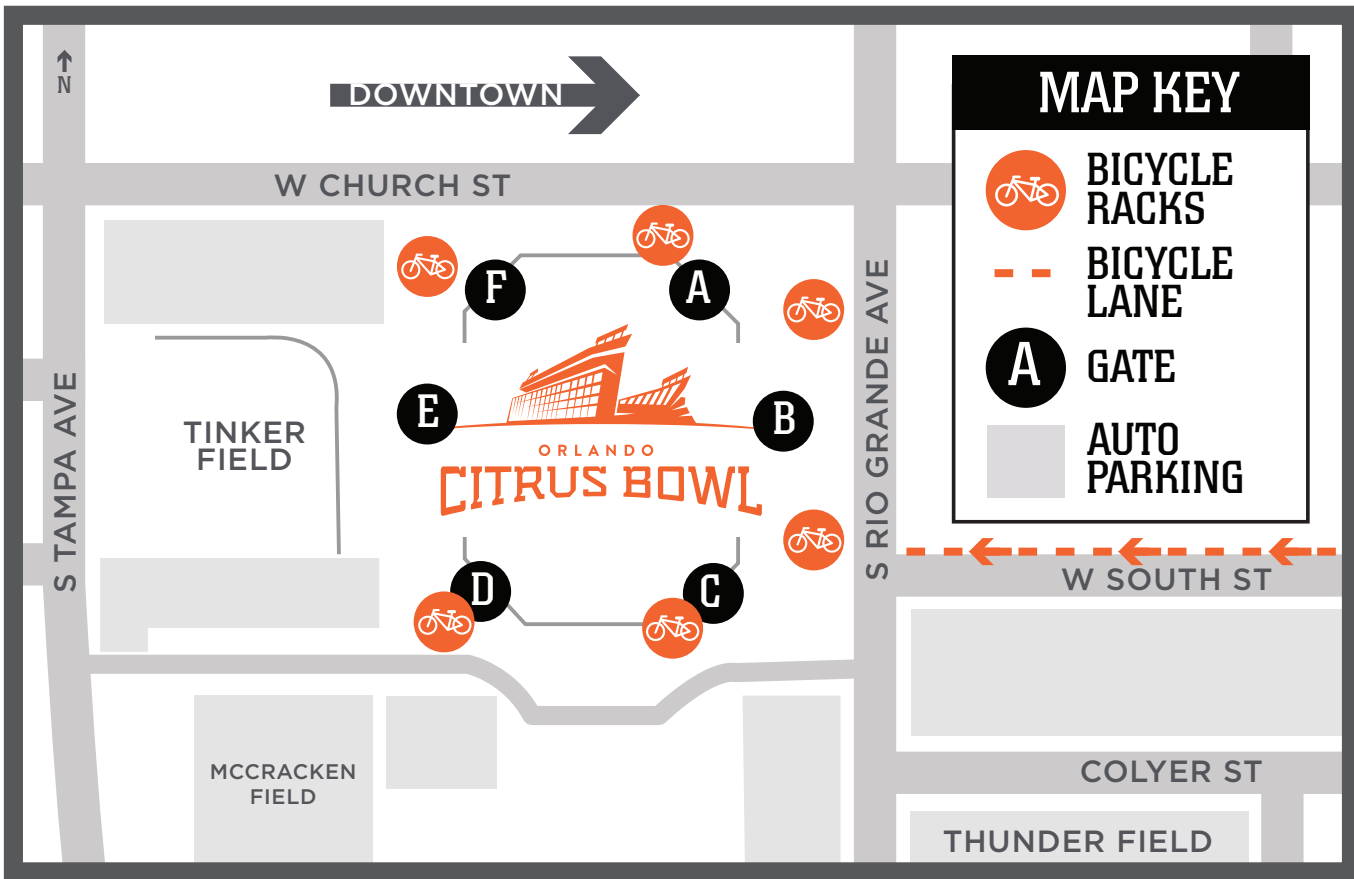 N
DOWNTOWN
W CHURCH ST
S TAMPA AVE
TINKER
FIELD
F
A
E
B
D
C
ORLANDO
CITRUS BOWL
S RIO GRANDE AVE
MAP KEY
BICYCLE
RACKS
BICYCLE
LANE
A
GATE
AUTO
PARKING
W SOUTH ST
MCCRACKEN
FIELD
COLYER ST
THUNDER FIELD